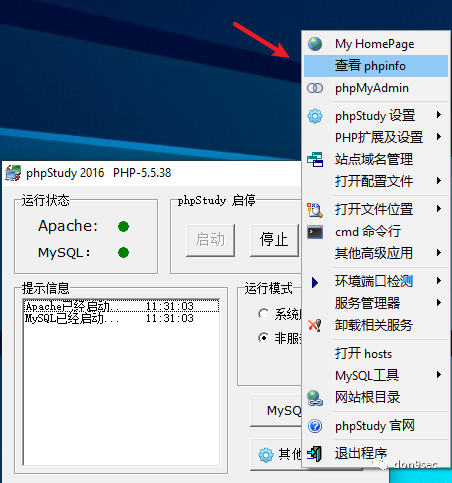 My HomePage
查看 phpinfo
phpMyAdmin
phpStudy 设置
PHP扩展及设置
站点域名管理
打开配置文件
打开文件位置
cmd 命令行
其他高级应用
环境端口检测
服务管理器
卸载相关服务
打开 hosts
MySQL工具
网站根目录
phpStudy 官网
退出程序
phpStudy 2016 PHP-5.5.38
运行状态
Apache:
MySQL:
phpStudy 启停
启动
停止
提示信息
Apache已经启动... 11:31:03
MySQL已经启动... 11:31:03
运行模式
系统
非服
MySQ
其他
don9sec